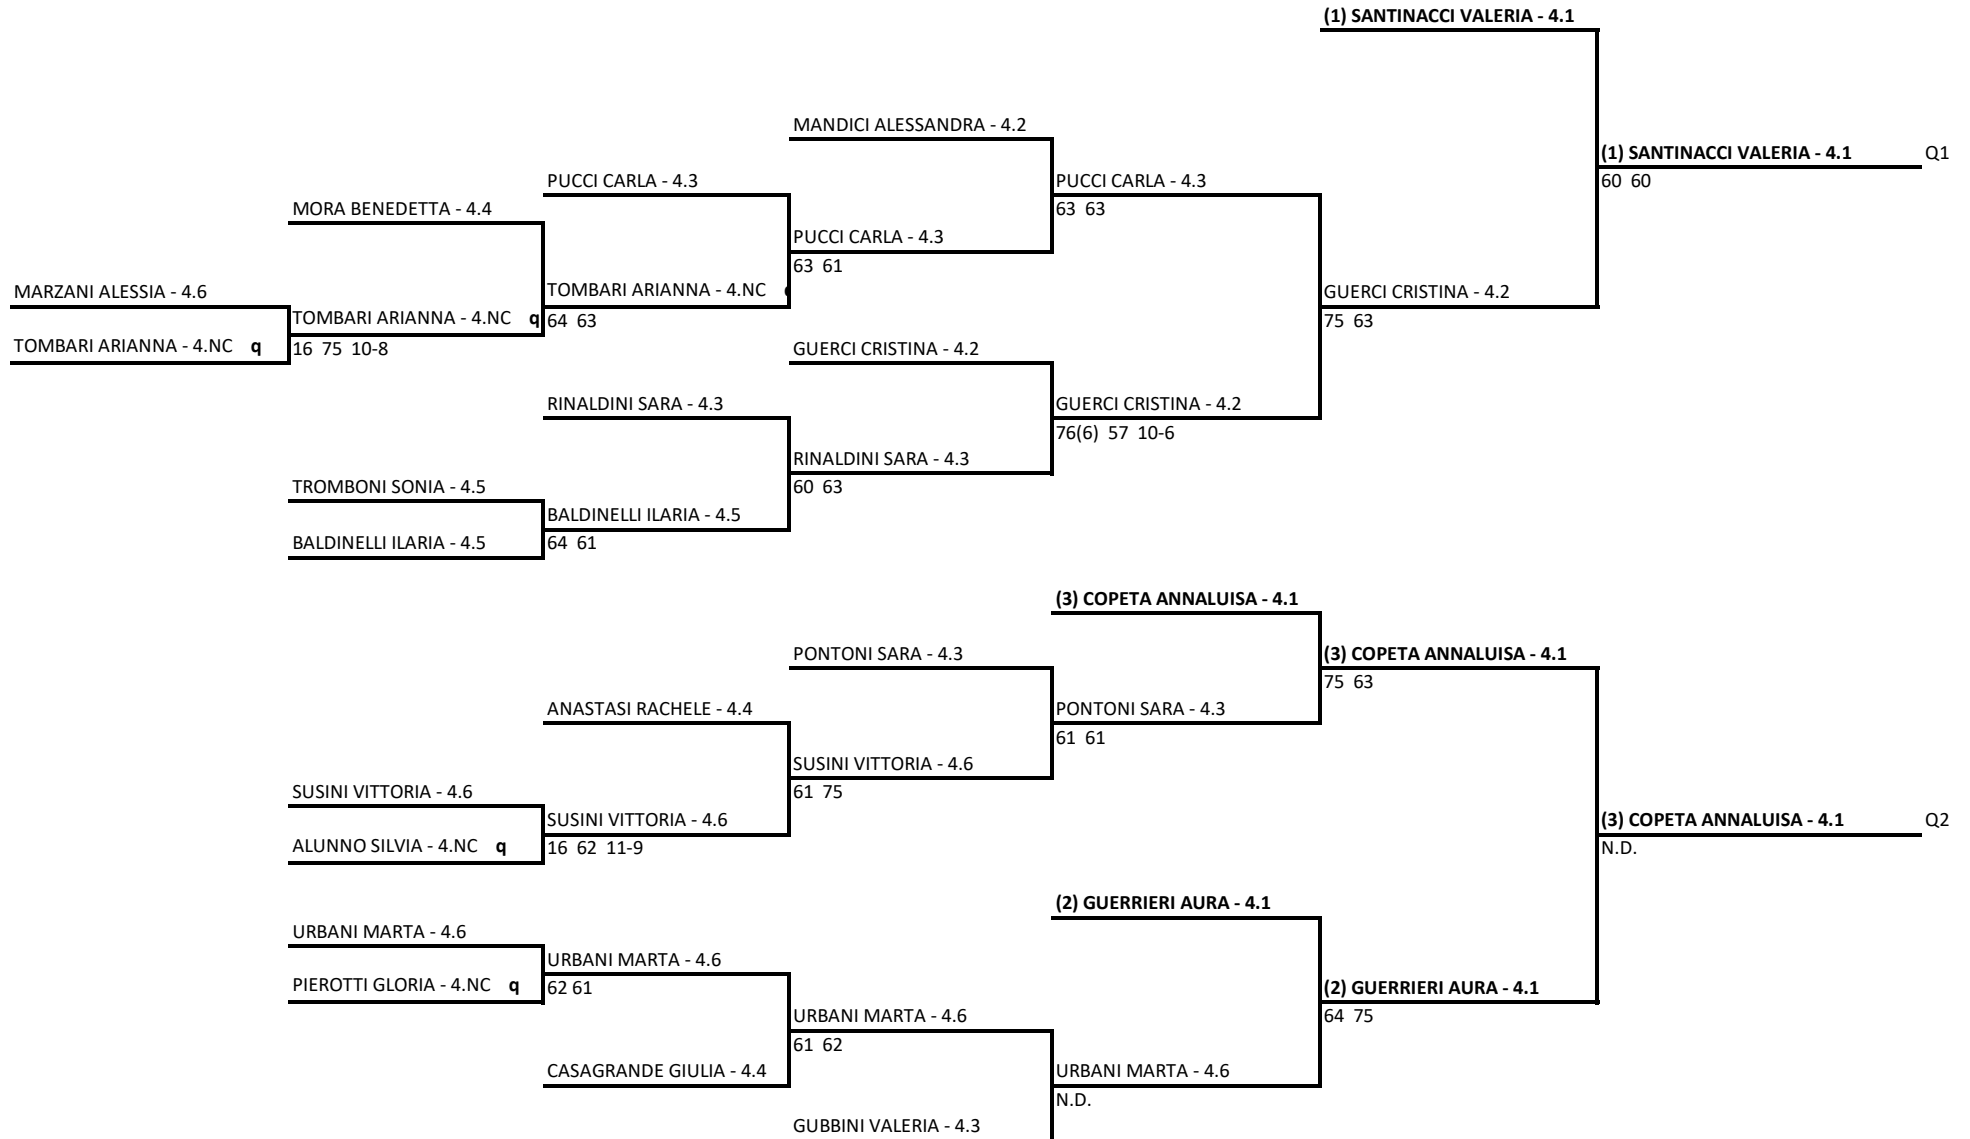 (1) SANTINACCI VALERIA - 4.1
MANDICI ALESSANDRA - 4.2
(1) SANTINACCI VALERIA - 4.1 Q1
60 60
PUCCI CARLA - 4.3
PUCCI CARLA - 4.3
63 63
MORA BENEDETTA - 4.4
PUCCI CARLA - 4.3
63 61
MARZANI ALESSIA - 4.6
TOMBARI ARIANNA - 4.NC
GUERCI CRISTINA - 4.2
75 63
TOMBARI ARIANNA - 4.NC q
64 63
TOMBARI ARIANNA - 4.NC q
16 75 10-8
GUERCI CRISTINA - 4.2
RINALDINI SARA - 4.3
GUERCI CRISTINA - 4.2
76(6) 57 10-6
RINALDINI SARA - 4.3
60 63
TROMBONI SONIA - 4.5
BALDINELLI ILARIA - 4.5
64 61
BALDINELLI ILARIA - 4.5
(3) COPETA ANNALUISA - 4.1
PONTONI SARA - 4.3
(3) COPETA ANNALUISA - 4.1
75 63
ANASTASI RACHELE - 4.4
PONTONI SARA - 4.3
61 61
SUSINI VITTORIA - 4.6
61 75
SUSINI VITTORIA - 4.6
SUSINI VITTORIA - 4.6
16 62 11-9
(3) COPETA ANNALUISA - 4.1 Q2
N.D.
ALUNNO SILVIA - 4.NC q
(2) GUERRIERI AURA - 4.1
URBANI MARTA - 4.6
URBANI MARTA - 4.6
62 61
PIEROTTI GLORIA - 4.NC q
(2) GUERRIERI AURA - 4.1
64 75
URBANI MARTA - 4.6
61 62
CASAGRANDE GIULIA - 4.4
URBANI MARTA - 4.6
N.D.
GUBBINI VALERIA - 4.3